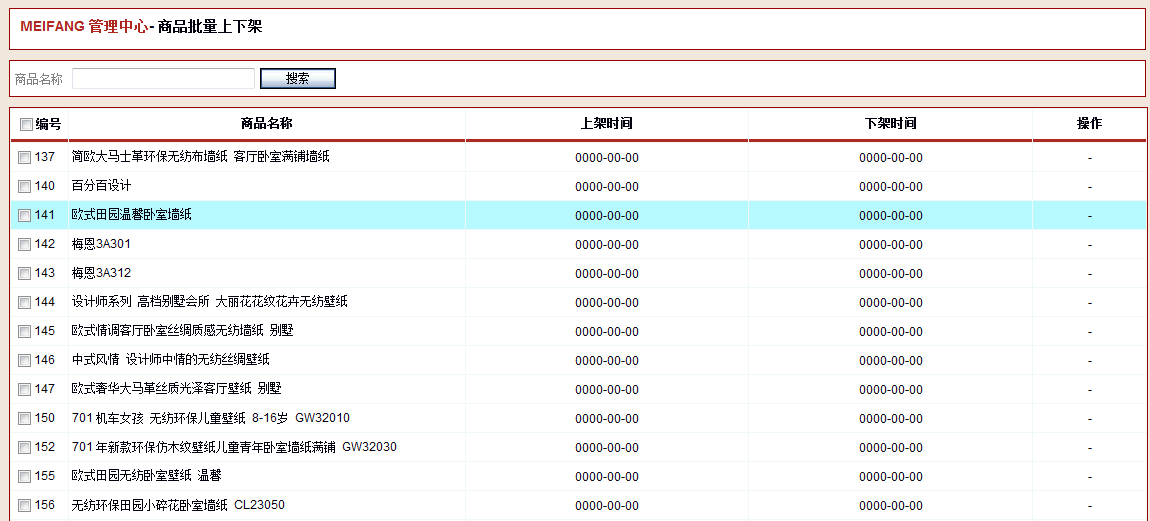 MEIFANG 管理中心 - 商品批量上下架
商品名称 搜索
编号 商品名称 上架时间 下架时间 操作
137 简欧大马士革环保无纺布墙纸 客厅卧室满铺墙纸 0000-00-00 0000-00-00 -
140 百分百设计 0000-00-00 0000-00-00 -
141 欧式田园温馨卧室墙纸 0000-00-00 0000-00-00 -
142 梅恩3A301 0000-00-00 0000-00-00 -
143 梅恩3A312 0000-00-00 0000-00-00 -
144 设计师系列 高档别墅会所 大丽花花纹花卉无纺壁纸 0000-00-00 0000-00-00 -
145 欧式情调客厅卧室丝绸质感无纺墙纸 别墅 0000-00-00 0000-00-00 -
146 中式风情 设计师中情的无纺丝绸壁纸 0000-00-00 0000-00-00 -
147 欧式奢华大马革丝质光泽客厅壁纸 别墅 0000-00-00 0000-00-00 -
150 701机车女孩 无纺环保儿童壁纸 8-16岁 GW32010 0000-00-00 0000-00-00 -
152 701年新款环保仿木纹壁纸儿童青年卧室墙纸满铺 GW32030 0000-00-00 0000-00-00 -
155 欧式田园无纺卧室壁纸 温馨 0000-00-00 0000-00-00 -
156 无纺环保田园小碎花卧室墙纸 CL23050 0000-00-00 0000-00-00 -